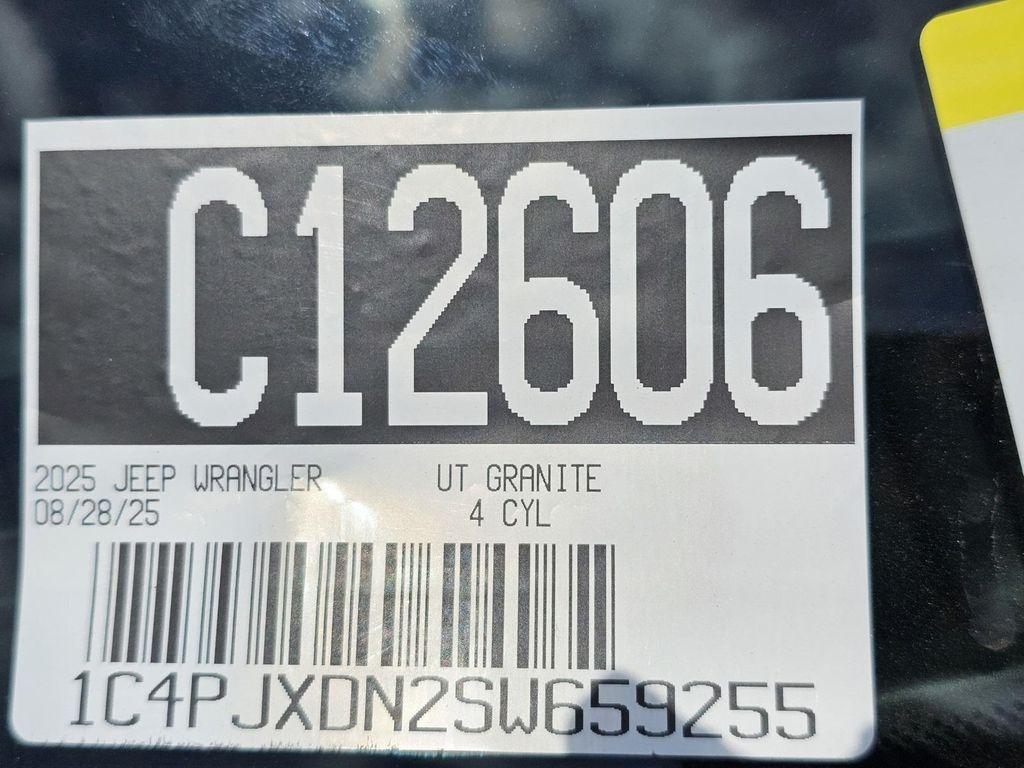 C12606
2025 JEEP WRANGLER UT GRANITE
08/28/25 4 CYL
1C4PJXDN2SW659255